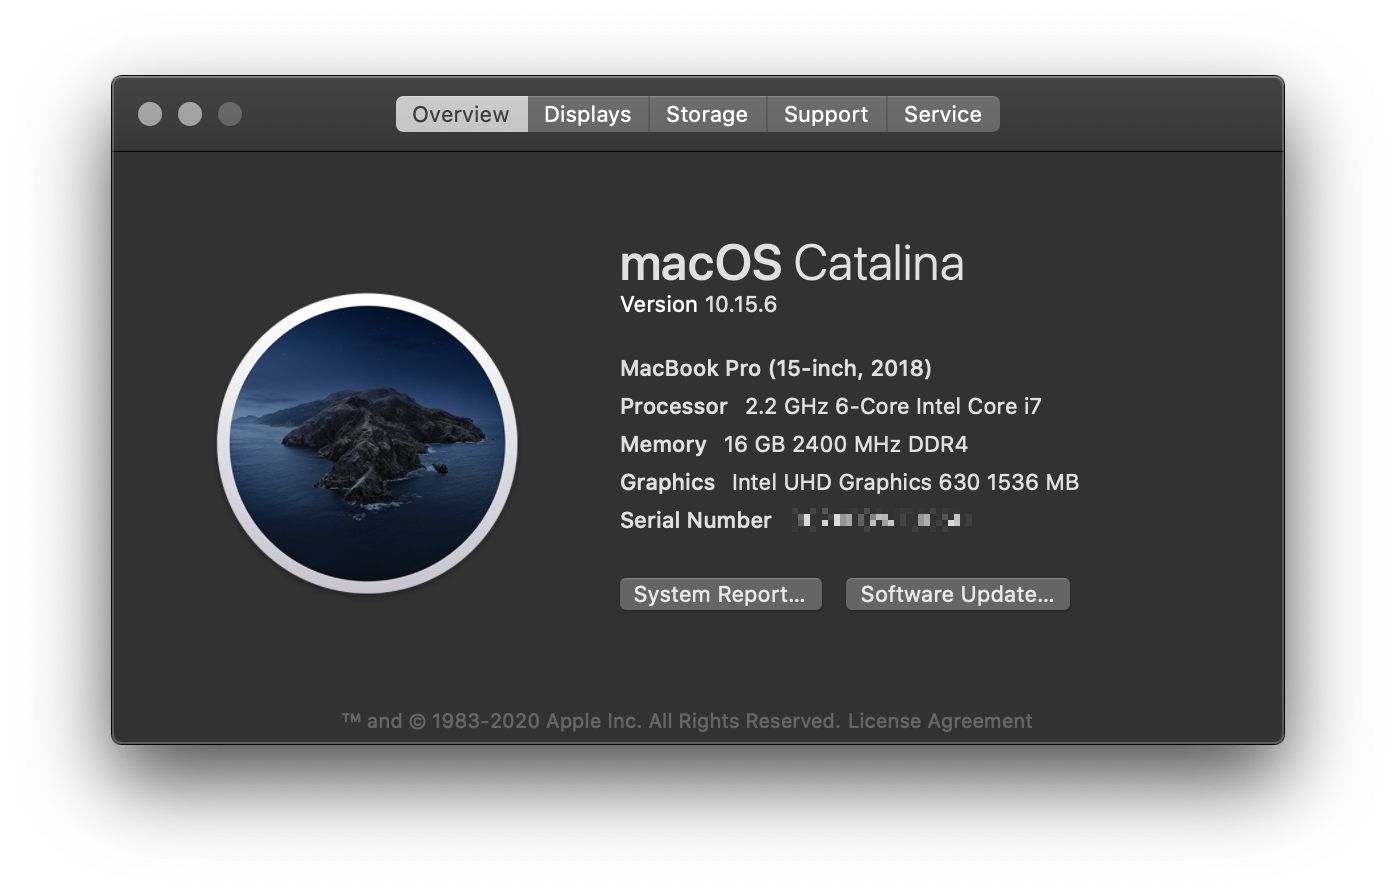 Overview Displays Storage Support Service
macOS Catalina
Version 10.15.6
MacBook Pro (15-inch, 2018)
Processor 2.2 GHz 6-Core Intel Core i7
Memory 16 GB 2400 MHz DDR4
Graphics Intel UHD Graphics 630 1536 MB
Serial Number
System Report... Software Update...
™ and © 1983-2020 Apple Inc. All Rights Reserved. License Agreement